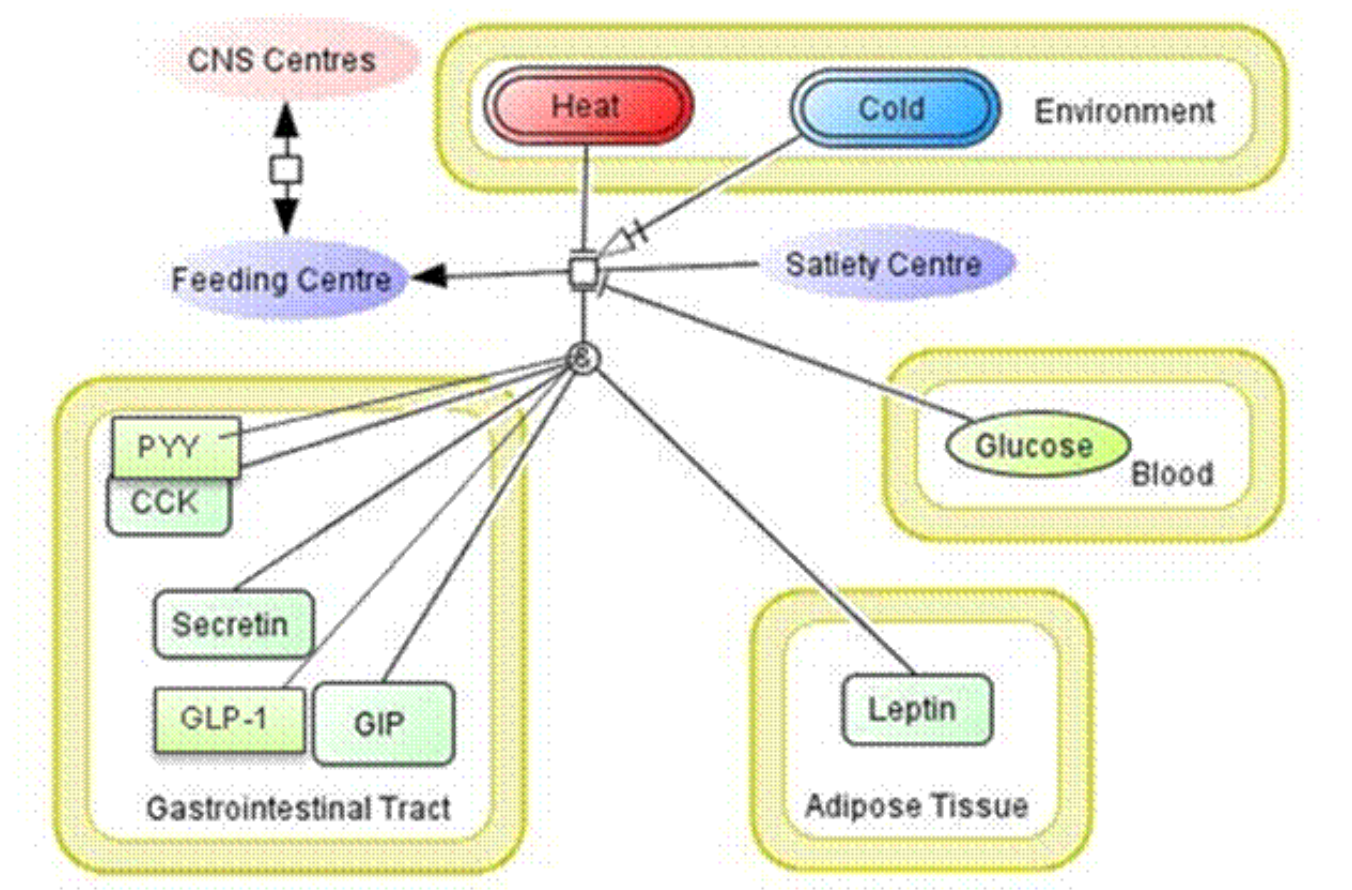 CNS Centres
Heat
Cold
Environment
Feeding Centre
Satiety Centre
&
PYY
CCK
Glucose
Blood
Secretin
GLP-1
GIP
Leptin
Gastrointestinal Tract
Adipose Tissue